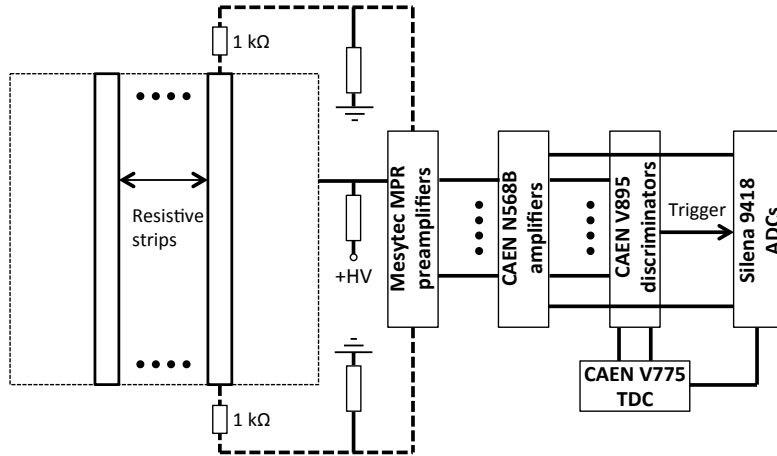 1 kΩ
Resistive
strips
+HV
1 kΩ
Mesytec MPR
preamplifiers
CAEN N568B
amplifiers
CAEN V895
discriminators
Trigger
Silena 9418
ADCs
CAEN V775
TDC